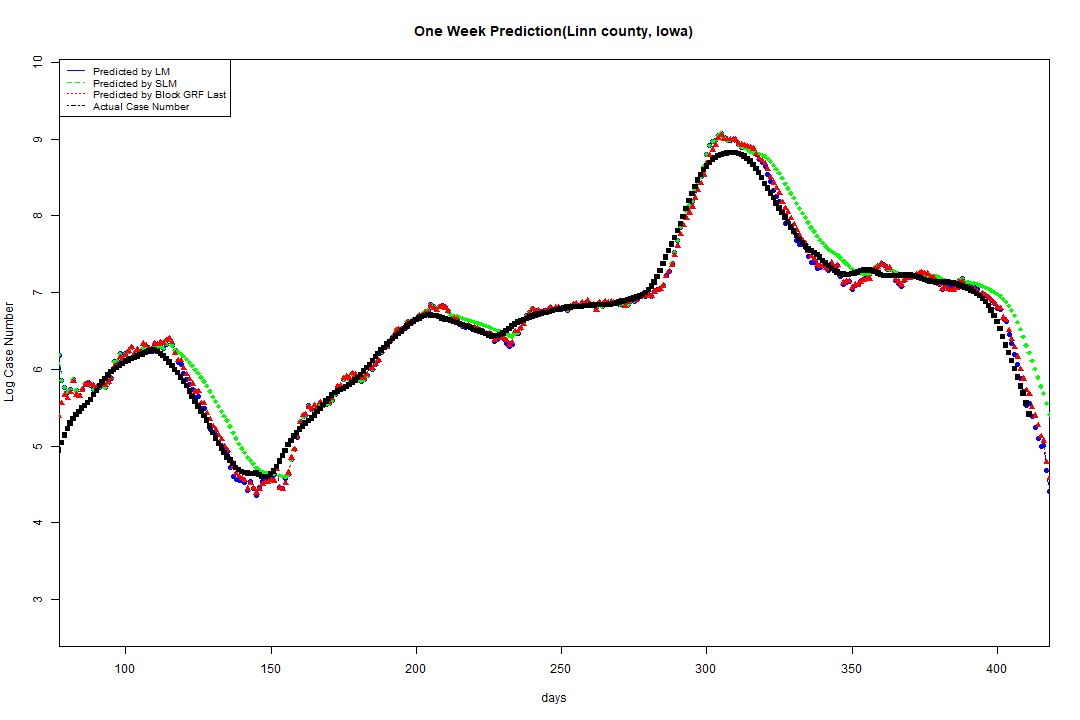 One Week Prediction(Linn county, Iowa)
Predicted by LM
Predicted by SLM
Predicted by Block GRF Last
Actual Case Number
Log Case Number
10
9
8
7
6
5
4
3
100 150 200 250 300 350 400
days